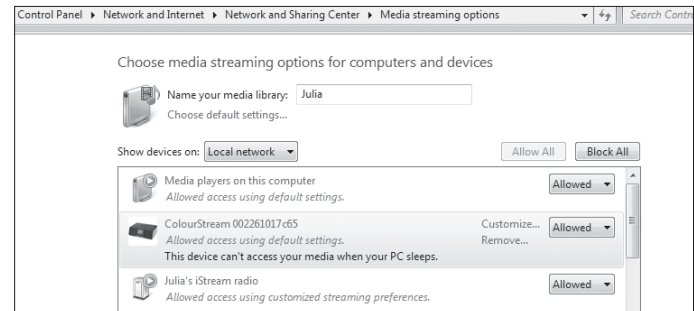 Control Panel ▸ Network and Internet ▸ Network and Sharing Center ▸ Media streaming options
Search Contr
Choose media streaming options for computers and devices
Name your media library: Julia
Choose default settings...
Show devices on: Local network
Allow All Block All
Media players on this computer
Allowed access using default settings.
Allowed
ColourStream 002261017c65
Allowed access using default settings.
This device can't access your media when your PC sleeps.
Customize...
Remove...
Allowed
Julia's iStream radio
Allowed access using customized streaming preferences.
Allowed